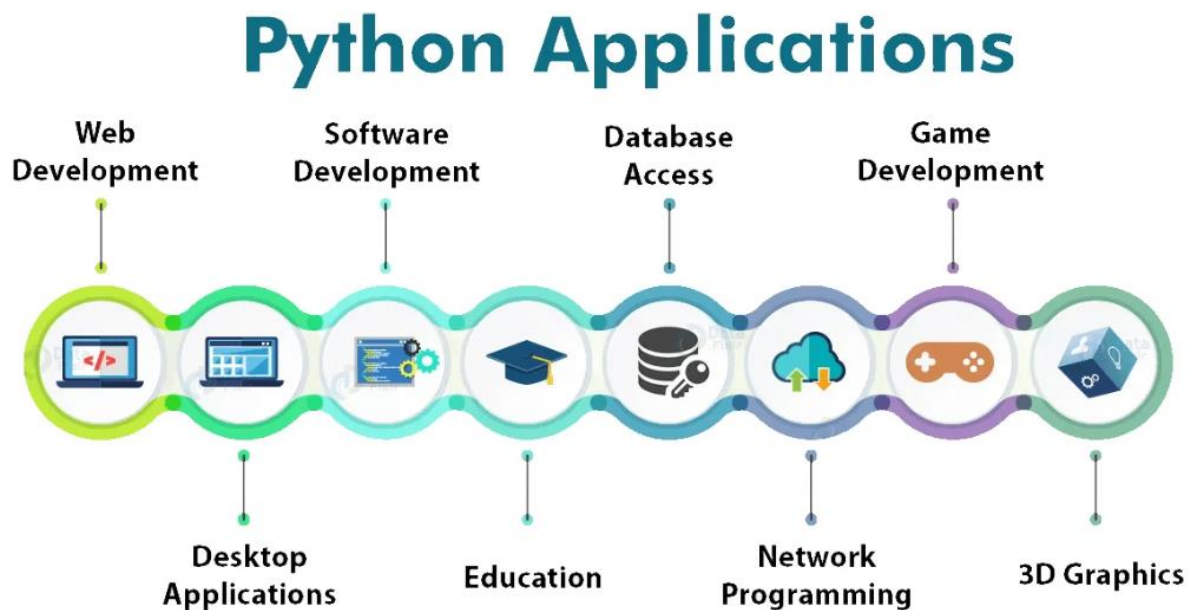 Python Applications
Web
Development
Software
Development
Database
Access
Game
Development
</>
Desktop
Applications
Education
Network
Programming
3D Graphics